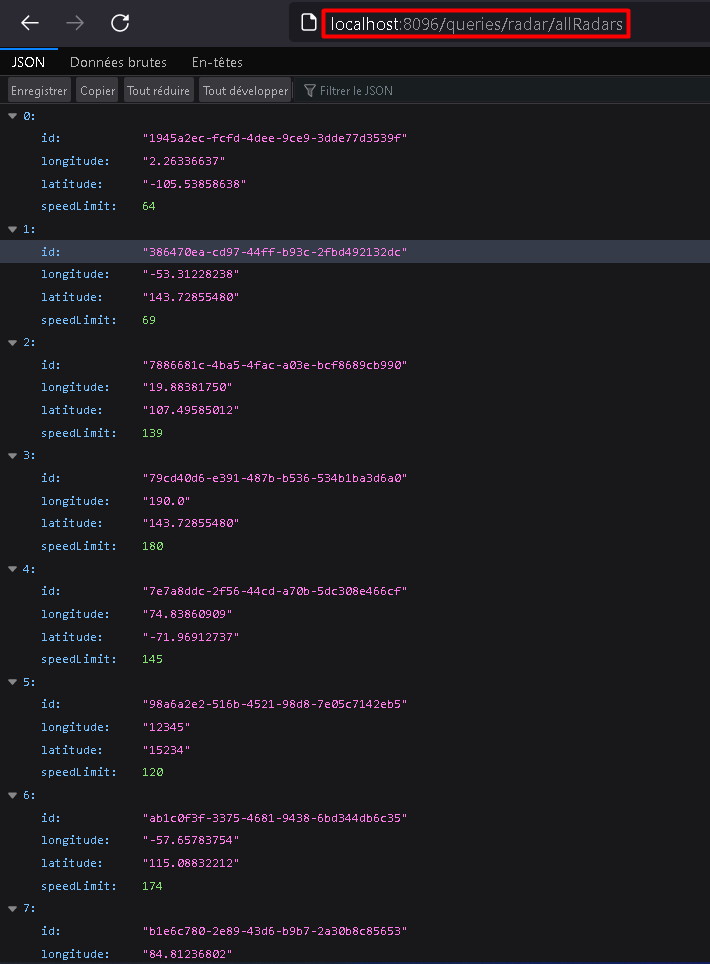 localhost:8096/queries/radar/allRadars
JSON Données brutes En-têtes
Enregistrer Copier Tout réduire Tout développer Filtrer le JSON
0:
id: "1945a2ec-fcfd-4dee-9ce9-3dde77d3539f"
longitude: "2.26336637"
latitude: "-105.53858638"
speedLimit: 64
1:
id: "386470ea-cd97-44ff-b93c-2fbd492132dc"
longitude: "-53.31228238"
latitude: "143.72855480"
speedLimit: 69
2:
id: "7886681c-4ba5-4fac-a03e-bcf8689cb990"
longitude: "19.88381750"
latitude: "107.49585012"
speedLimit: 139
3:
id: "79cd40d6-e391-487b-b536-534b1ba3d6a0"
longitude: "190.0"
latitude: "143.72855480"
speedLimit: 180
4:
id: "7e7a8ddc-2f56-44cd-a70b-5dc308e466cf"
longitude: "74.83860909"
latitude: "-71.96912737"
speedLimit: 145
5:
id: "98a6a2e2-516b-4521-98d8-7e05c7142eb5"
longitude: "12345"
latitude: "15234"
speedLimit: 120
6:
id: "ab1c0f3f-3375-4681-9438-6bd344db6c35"
longitude: "-57.65783754"
latitude: "115.08832212"
speedLimit: 174
7:
id: "b1e6c780-2e89-43d6-b9b7-2a30b8c85653"
longitude: "84.81236802"